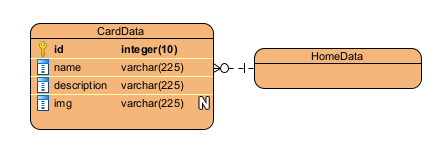 CardData
id integer(10)
name varchar(225)
description varchar(225)
img varchar(225) N
HomeData